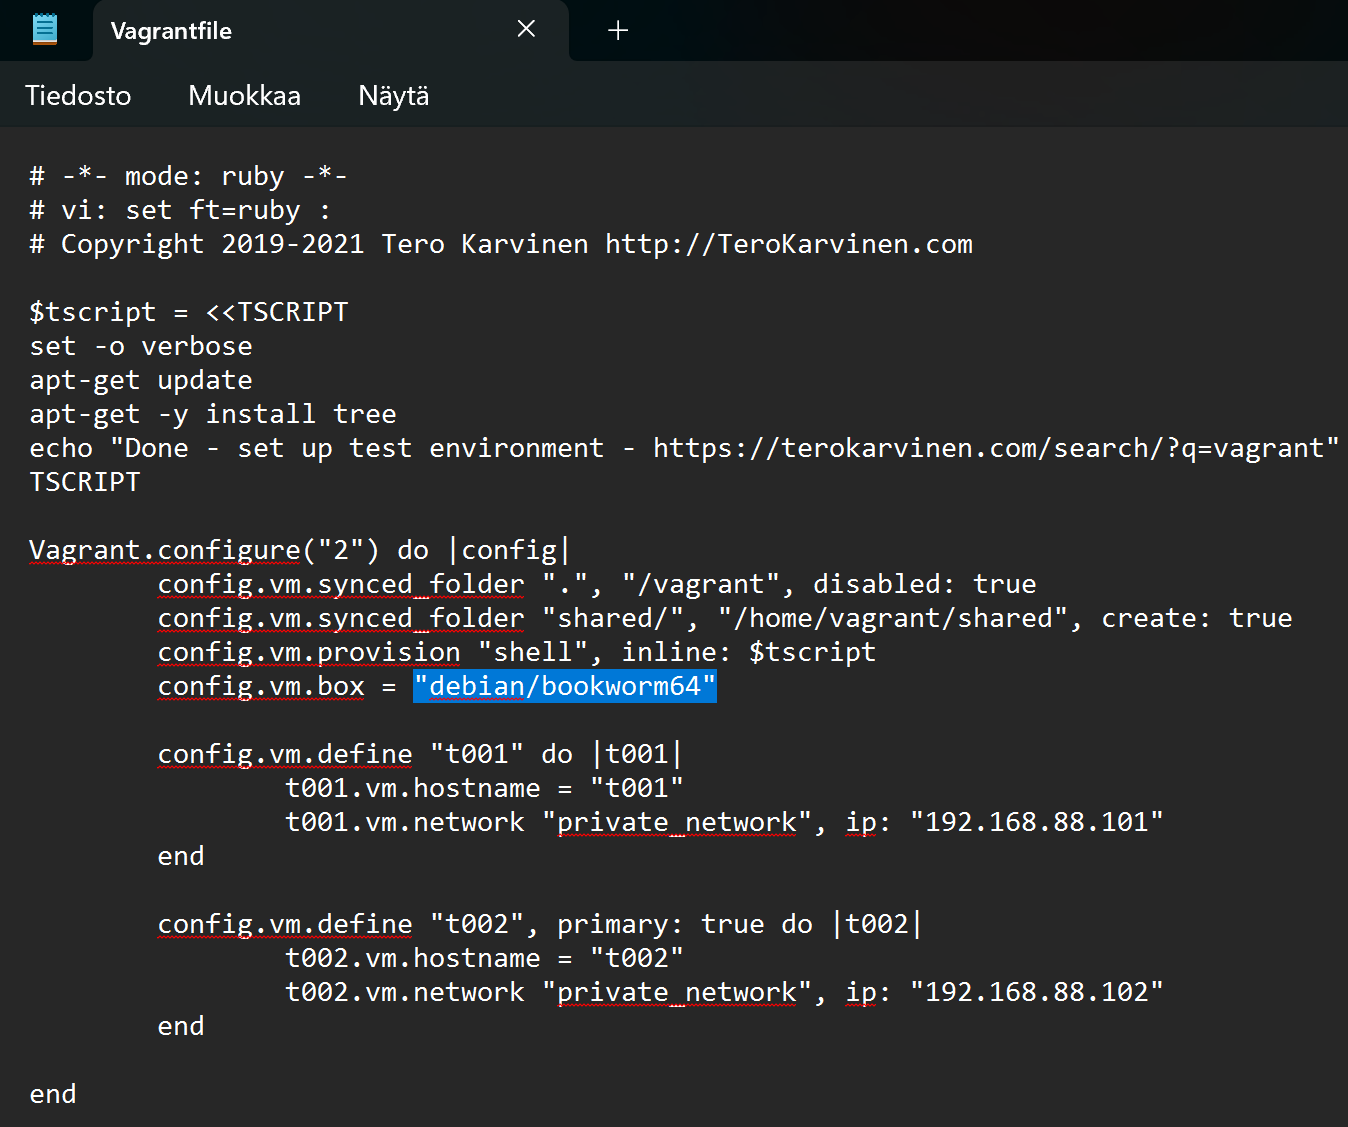 Vagrantfile
Tiedosto Muokkaa Näytä
# -*- mode: ruby -*-
# vi: set ft=ruby :
# Copyright 2019-2021 Tero Karvinen http://TeroKarvinen.com
$tscript = <<TSCRIPT
set -o verbose
apt-get update
apt-get -y install tree
echo "Done - set up test environment - https://terokarvinen.com/search/?q=vagrant"
TSCRIPT
Vagrant.configure("2") do |config|
config.vm.synced_folder ".", "/vagrant", disabled: true
config.vm.synced_folder "shared/", "/home/vagrant/shared", create: true
config.vm.provision "shell", inline: $tscript
config.vm.box = "debian/bookworm64"
config.vm.define "t001" do |t001|
t001.vm.hostname = "t001"
t001.vm.network "private_network", ip: "192.168.88.101"
end
config.vm.define "t002", primary: true do |t002|
t002.vm.hostname = "t002"
t002.vm.network "private_network", ip: "192.168.88.102"
end
end